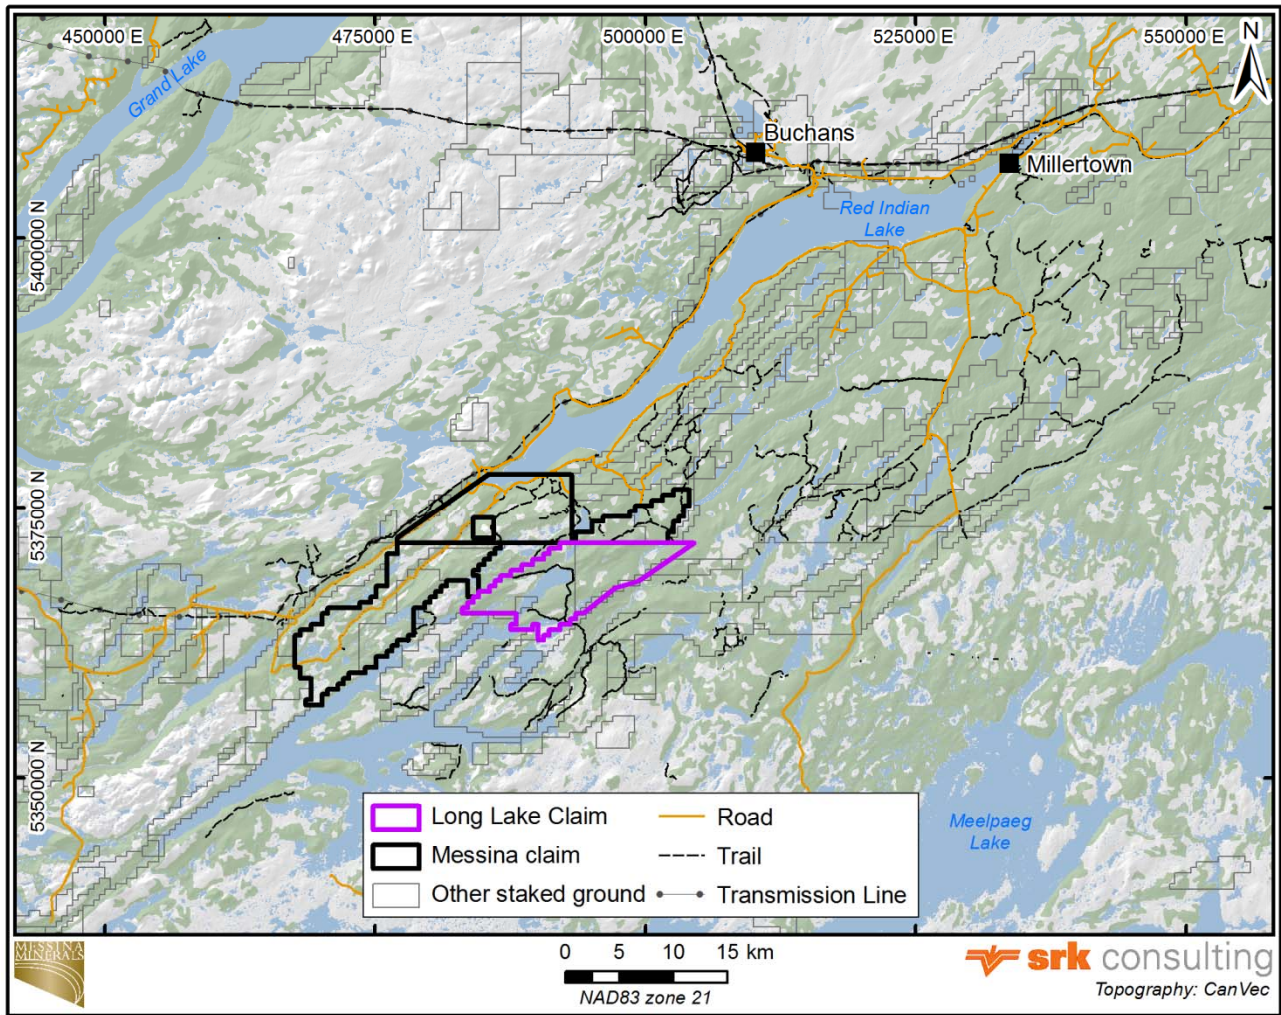 450000 E
475000 E
500000 E
525000 E
550000 E
N
Grand Lake
Buchans
Millertown
Red Indian
Lake
5400000 N
5375000 N
5350000 N
Meelpaeg
Lake
Long Lake Claim
Messina claim
Other staked ground
Road
Trail
Transmission Line
MESSINA
MINERALS
0 5 10 15 km
NAD83 zone 21
srk consulting
Topography: CanVec